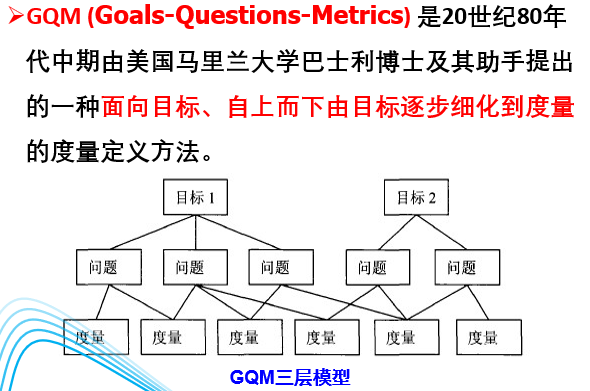 ➢GQM (Goals-Questions-Metrics) 是20世纪80年
代中期由美国马里兰大学巴士利博士及其助手提出
的一种面向目标、自上而下由目标逐步细化到度量
的度量定义方法。
目标 1 目标 2
问题 问题 问题 问题 问题
度量 度量 度量 度量 度量 度量
GQM三层模型